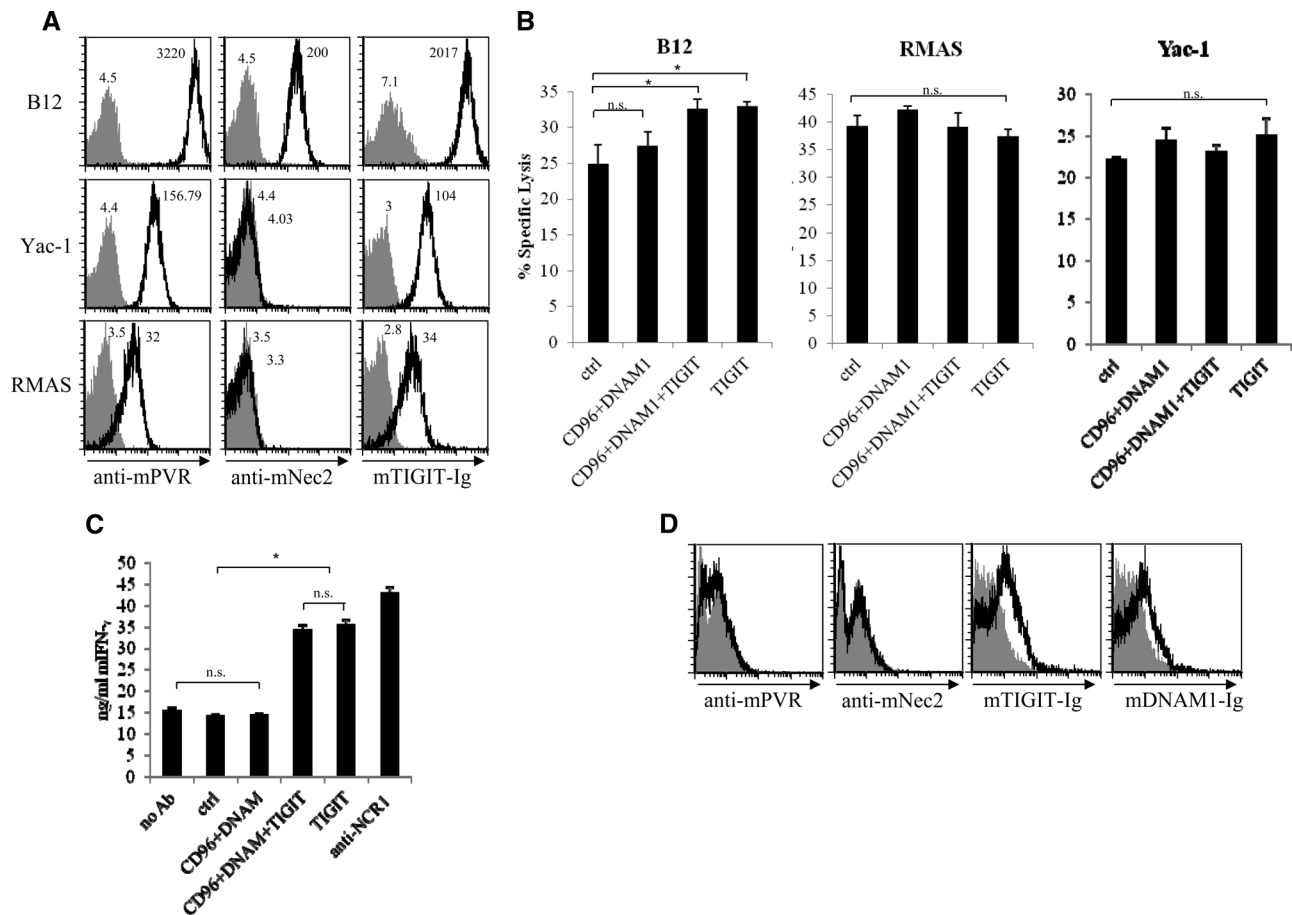 A
4.5
3220
4.5
200
7.1
2017
B12
4.4
156.79
4.4
4.03
3
104
Yac-1
3.5
32
3.5
3.3
2.8
34
RMAS
anti-mPVR
anti-mNec2
mTIGIT-Ig
B
B12
*
*
n.s.
% Specific Lysis
35
30
25
20
15
10
5
0
ctrl
CD96+DNAM1
CD96+DNAM1+TIGIT
TIGIT
RMAS
n.s.
45
40
35
30
25
20
15
10
5
0
ctrl
CD96+DNAM1
CD96+DNAM1+TIGIT
TIGIT
Yac-1
n.s.
30
25
20
15
10
5
0
ctrl
CD96+DNAM1
CD96+DNAM1+TIGIT
TIGIT
C
*
n.s.
n.s.
ng/ml mIFN-γ
50
45
40
35
30
25
20
15
10
5
0
no Ab
ctrl
CD96+DNAM
CD96+DNAM+TIGIT
TIGIT
anti-NCR1
D
anti-mPVR
anti-mNec2
mTIGIT-Ig
mDNAM1-Ig